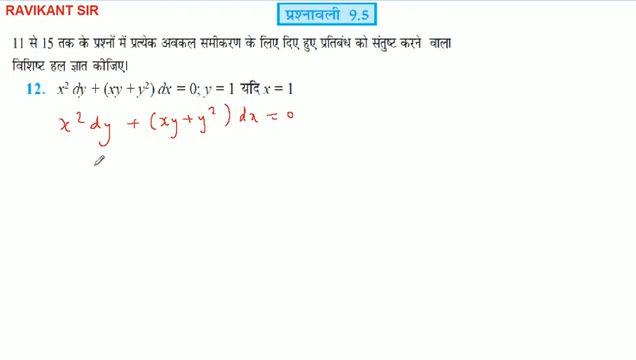 RAVIKANT SIR
प्रश्नावली 9.5
11 से 15 तक के प्रश्नों में प्रत्येक अवकल समीकरण के लिए दिए हुए प्रतिबंध को संतुष्ट करने वाला
विशिष्ट हल ज्ञात कीजिए।
12. x² dy + (xy + y²) dx = 0; y = 1 यदि x = 1
x² dy + (xy + y²) dx = 0